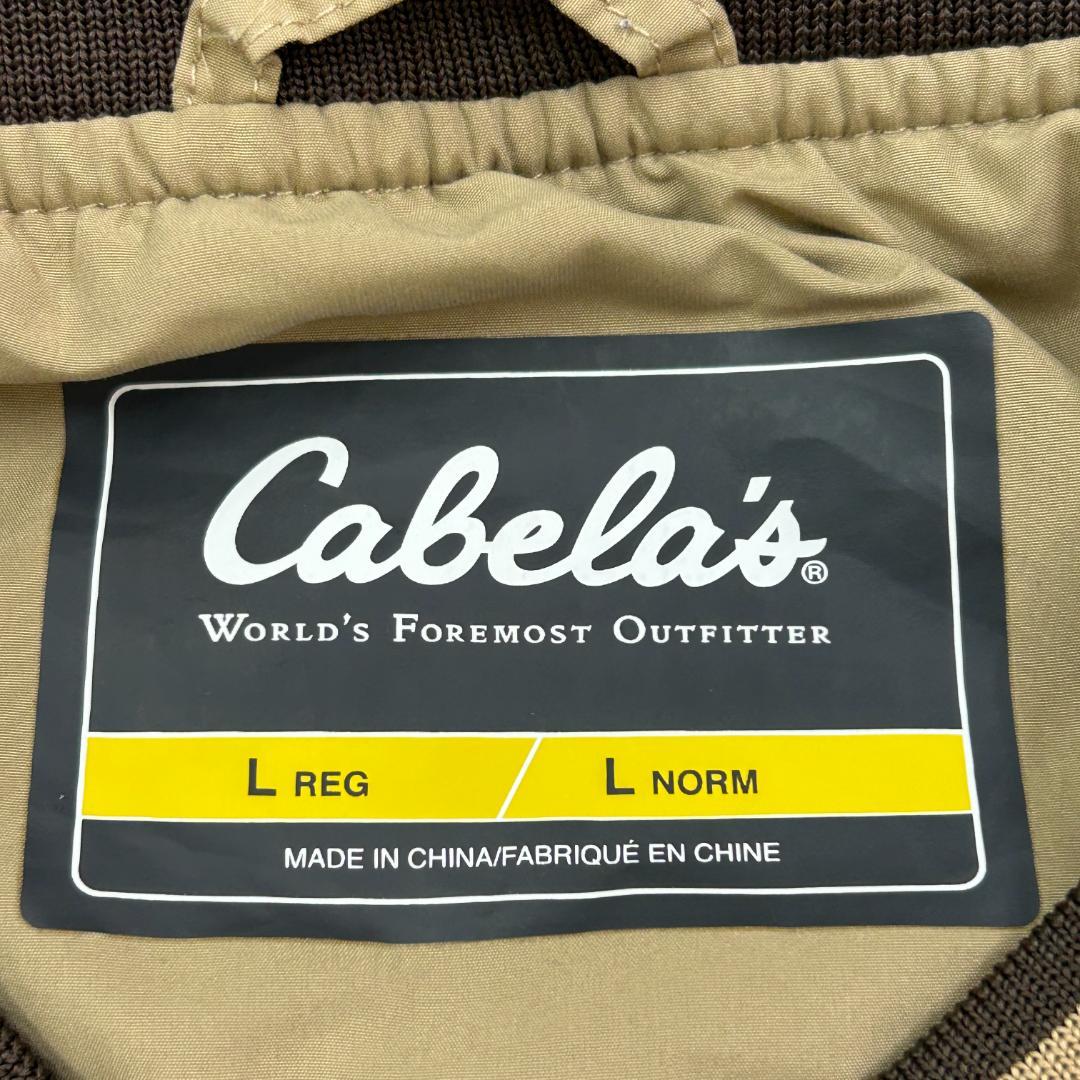 Cabela's®
WORLD'S FOREMOST OUTFITTER
L REG / L NORM
MADE IN CHINA/FABRIQUÉ EN CHINE